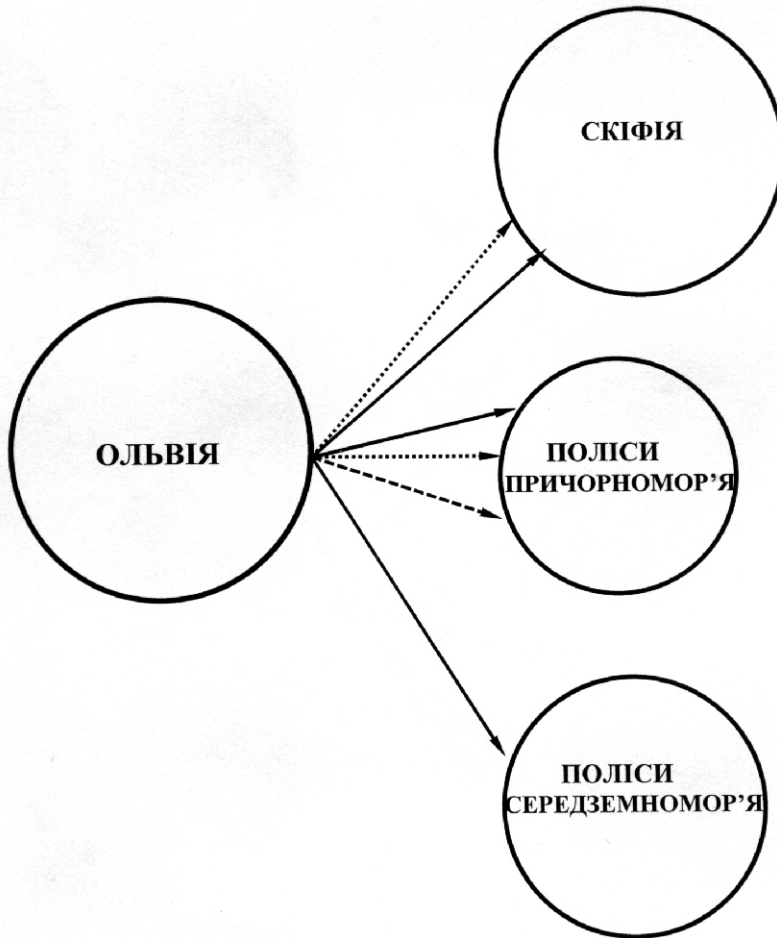 СКІФІЯ
ОЛЬВІЯ
ПОЛІСИ
ПРИЧОРНОМОР’Я
ПОЛІСИ
СЕРЕДЗЕМНОМОР’Я